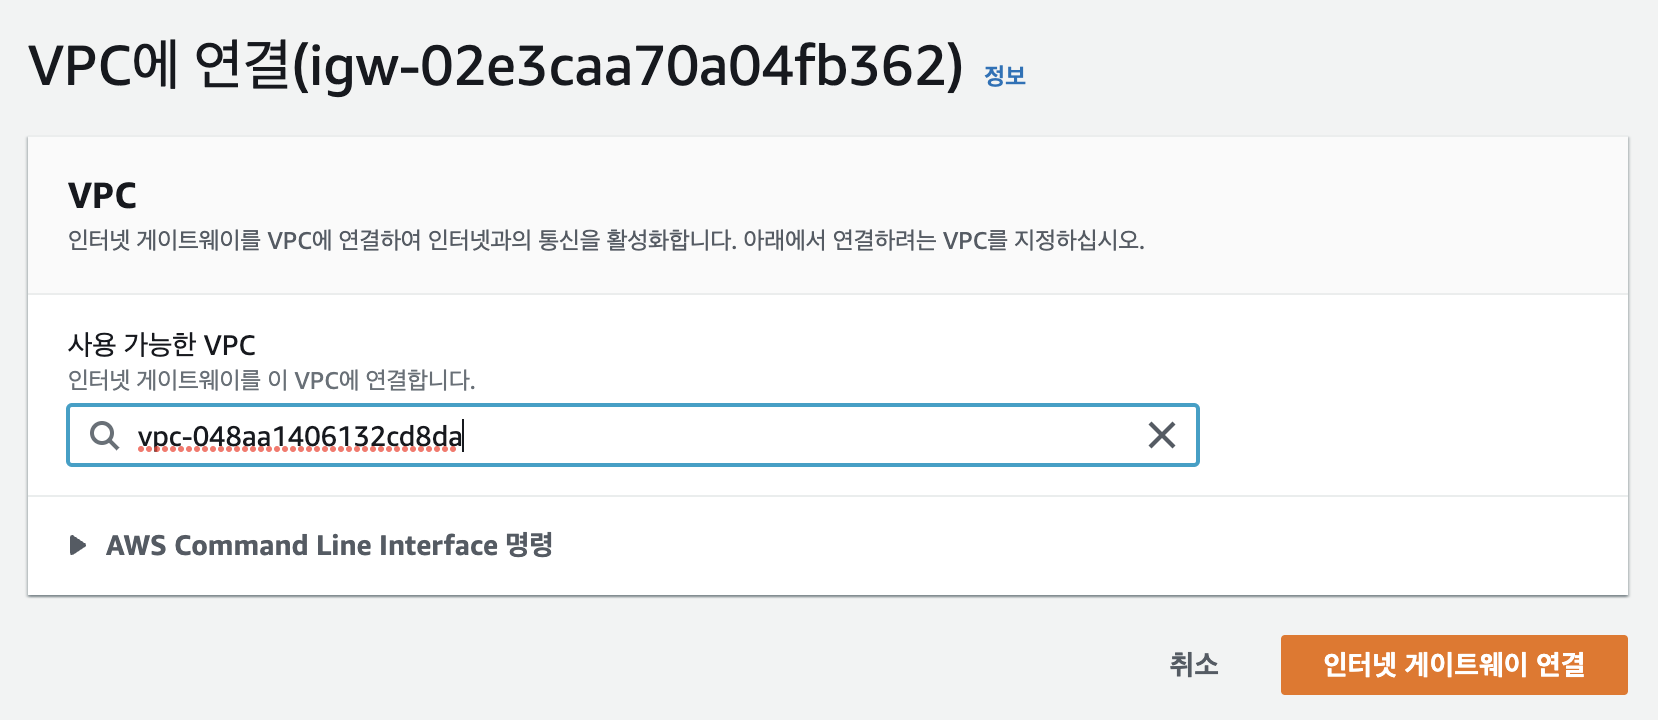 VPC에 연결(igw-02e3caa70a04fb362) 정보
VPC
인터넷 게이트웨이를 VPC에 연결하여 인터넷과의 통신을 활성화합니다. 아래에서 연결하려는 VPC를 지정하십시오.
사용 가능한 VPC
인터넷 게이트웨이를 이 VPC에 연결합니다.
vpc-048aa1406132cd8da
AWS Command Line Interface 명령
취소 인터넷 게이트웨이 연결